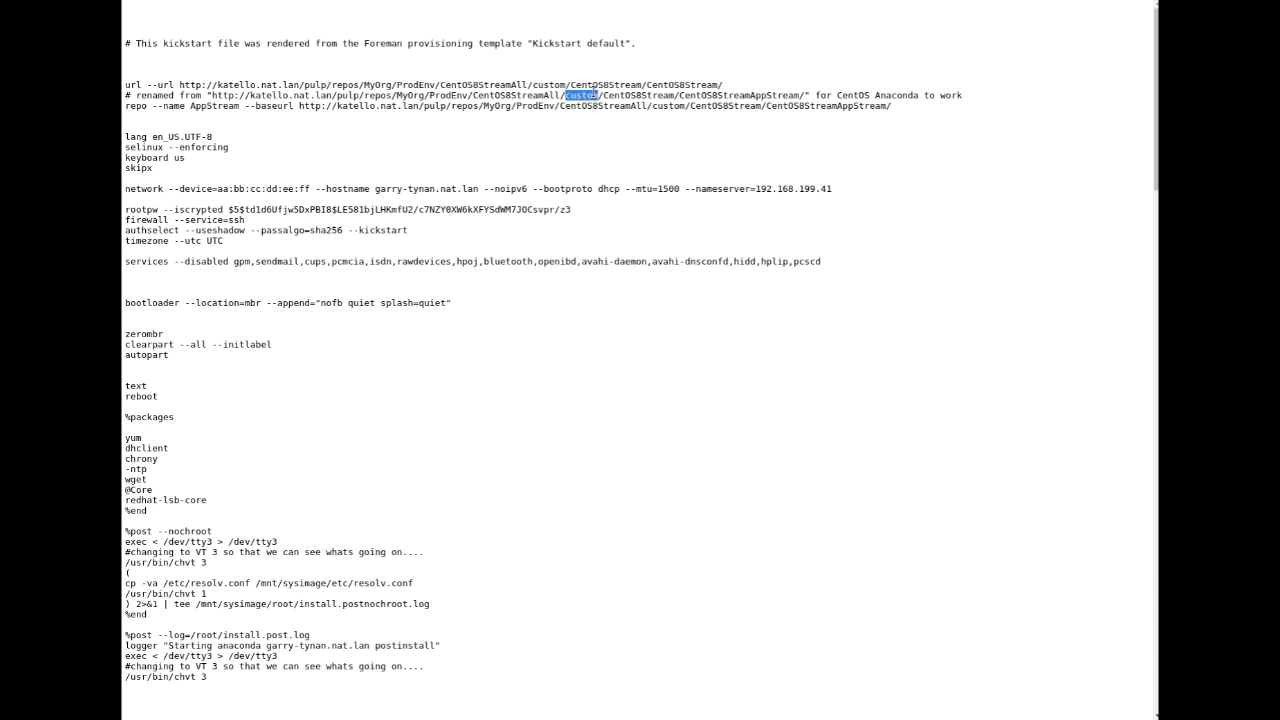 # This kickstart file was rendered from the Foreman provisioning template "Kickstart default".
url --url http://katello.nat.lan/pulp/repos/MyOrg/ProdEnv/CentOS8StreamAll/custom/CentOS8Stream/CentOS8Stream/
# renamed from "http://katello.nat.lan/pulp/repos/MyOrg/ProdEnv/CentOS8StreamAll/custom/CentOS8Stream/CentOS8StreamAppStream/" for CentOS Anaconda to work
repo --name AppStream --baseurl http://katello.nat.lan/pulp/repos/MyOrg/ProdEnv/CentOS8StreamAll/custom/CentOS8Stream/CentOS8StreamAppStream/
lang en_US.UTF-8
selinux --enforcing
keyboard us
skipx
network --device=aa:bb:cc:dd:ee:ff --hostname garry-tynan.nat.lan --noipv6 --bootproto dhcp --mtu=1500 --nameserver=192.168.199.41
rootpw --iscrypted $5$td1d6Ufjw5DxPBI8$LE581bjLHKmfU2/c7NZY0XW6kXFYSdWM7JOCsvpr/z3
firewall --service=ssh
authselect --useshadow --passalgo=sha256 --kickstart
timezone --utc UTC
services --disabled gpm,sendmail,cups,pcmcia,isdn,rawdevices,hpoj,bluetooth,openibd,avahi-daemon,avahi-dnsconfd,hidd,hplip,pcscd
bootloader --location=mbr --append="nofb quiet splash=quiet"
zerombr
clearpart --all --initlabel
autopart
text
reboot
%packages
yum
dhclient
chrony
-ntp
wget
@Core
redhat-lsb-core
%end
%post --nochroot
exec < /dev/tty3 > /dev/tty3
#changing to VT 3 so that we can see whats going on....
/usr/bin/chvt 3
(
cp -va /etc/resolv.conf /mnt/sysimage/etc/resolv.conf
/usr/bin/chvt 1
) 2>&1 | tee /mnt/sysimage/root/install.postnochroot.log
%end
%post --log=/root/install.post.log
logger "Starting anaconda garry-tynan.nat.lan postinstall"
exec < /dev/tty3 > /dev/tty3
#changing to VT 3 so that we can see whats going on....
/usr/bin/chvt 3